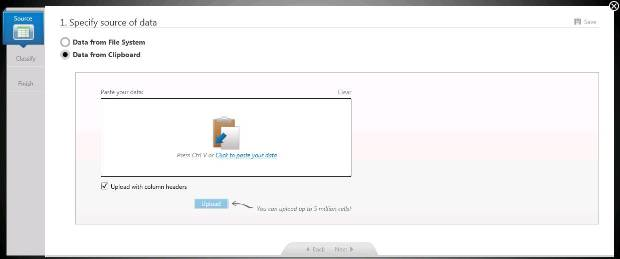 Source
Classify
Finish
1. Specify source of data
Save
Data from File System
Data from Clipboard
Paste your data:
Clear
Press Ctrl-V or Click to paste your data
Upload with column headers
Upload
You can upload up to 5 million cells!
Back Next